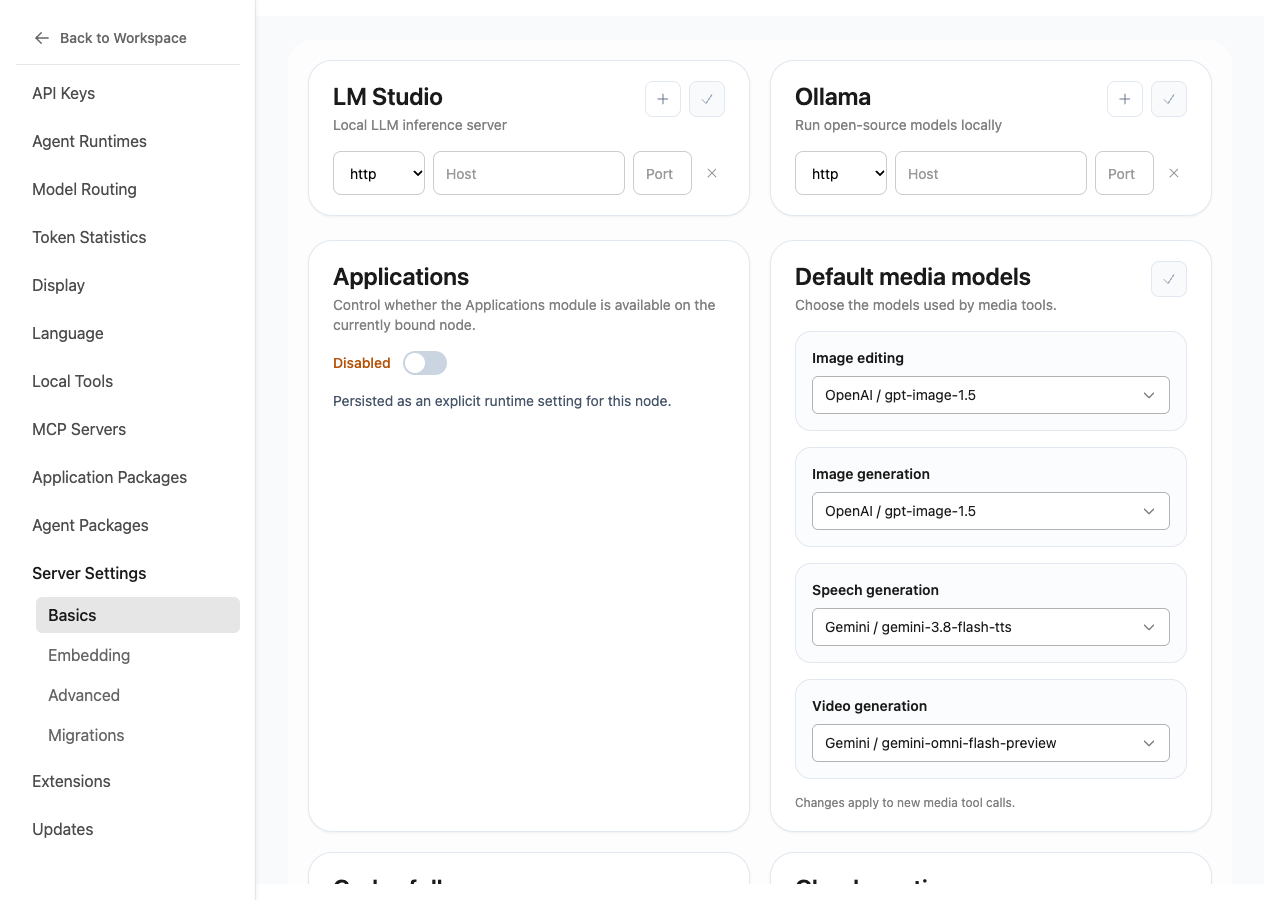 Back to Workspace
API Keys
Agent Runtimes
Model Routing
Token Statistics
Display
Language
Local Tools
MCP Servers
Application Packages
Agent Packages
Server Settings
Basics
Embedding
Advanced
Migrations
Extensions
Updates
LM Studio
Local LLM inference server
http
Host
Port
Ollama
Run open-source models locally
http
Host
Port
Applications
Control whether the Applications module is available on the
currently bound node.
Disabled
Persisted as an explicit runtime setting for this node.
Default media models
Choose the models used by media tools.
Image editing
OpenAI / gpt-image-1.5
Image generation
OpenAI / gpt-image-1.5
Speech generation
Gemini / gemini-3.8-flash-tts
Video generation
Gemini / gemini-omni-flash-preview
Changes apply to new media tool calls.